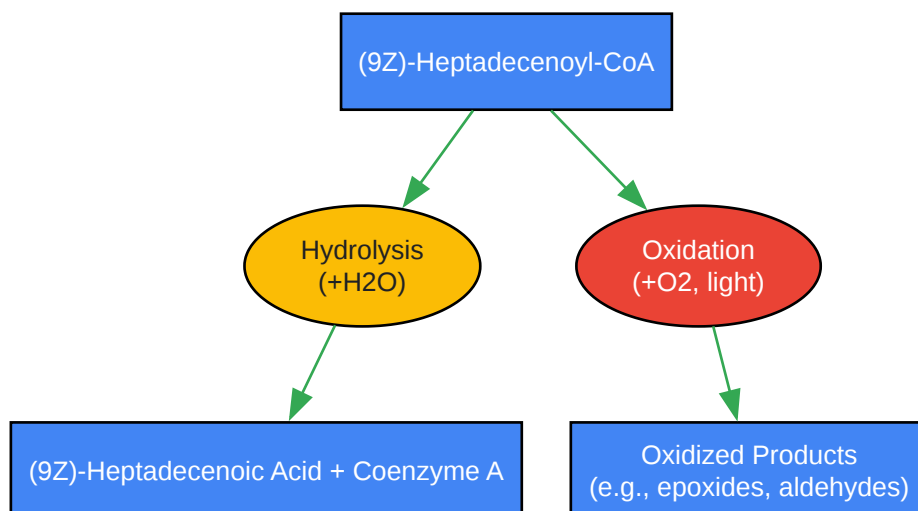 (9Z)-Heptadecenoyl-CoA
Hydrolysis
(+H2O)
Oxidation
(+O2, light)
(9Z)-Heptadecenoic Acid + Coenzyme A
Oxidized Products
(e.g., epoxides, aldehydes)